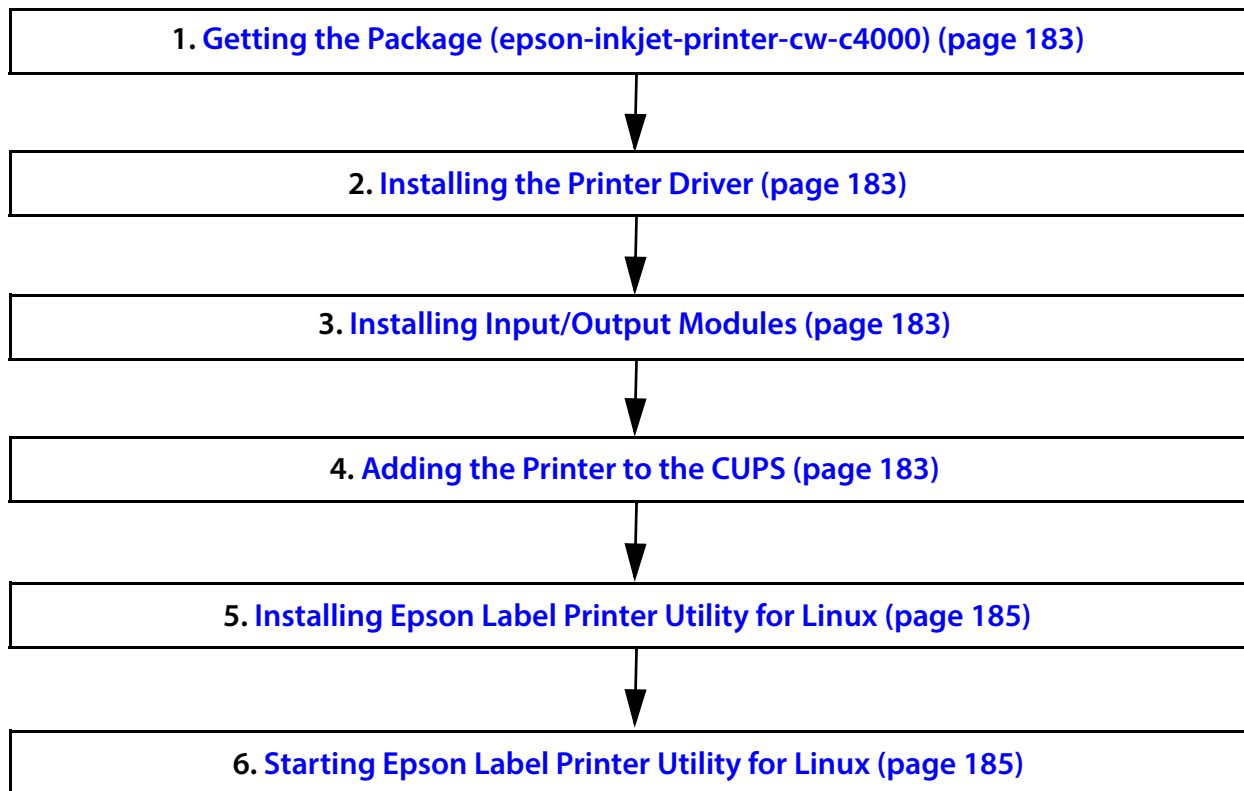 1. Getting the Package (epson-inkjet-printer-cw-c4000) (page 183)
2. Installing the Printer Driver (page 183)
3. Installing Input/Output Modules (page 183)
4. Adding the Printer to the CUPS (page 183)
5. Installing Epson Label Printer Utility for Linux (page 185)
6. Starting Epson Label Printer Utility for Linux (page 185)